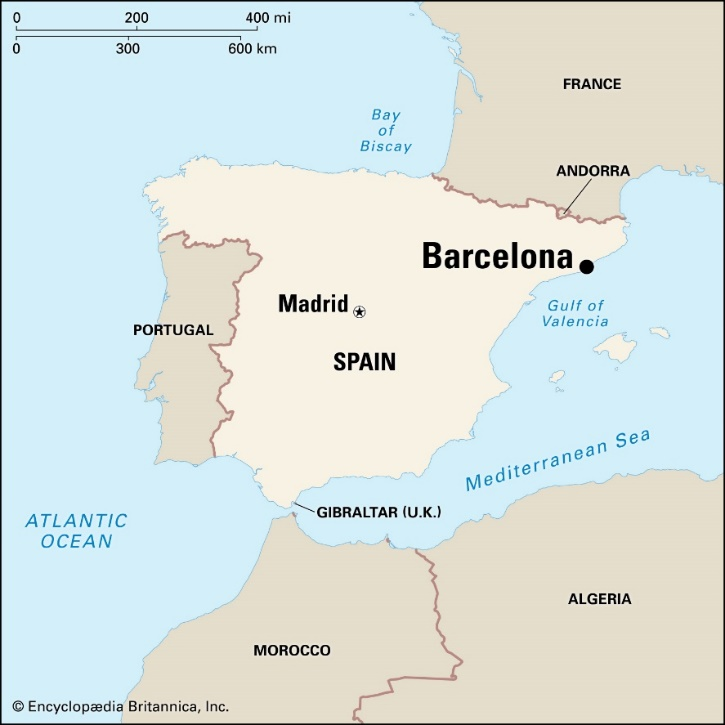 0 200 400 mi
0 300 600 km
FRANCE
Bay
of
Biscay
ANDORRA
Barcelona
Madrid
Gulf of
Valencia
PORTUGAL
SPAIN
Mediterranean Sea
GIBRALTAR (U.K.)
ATLANTIC
OCEAN
ALGERIA
MOROCCO
© Encyclopædia Britannica, Inc.